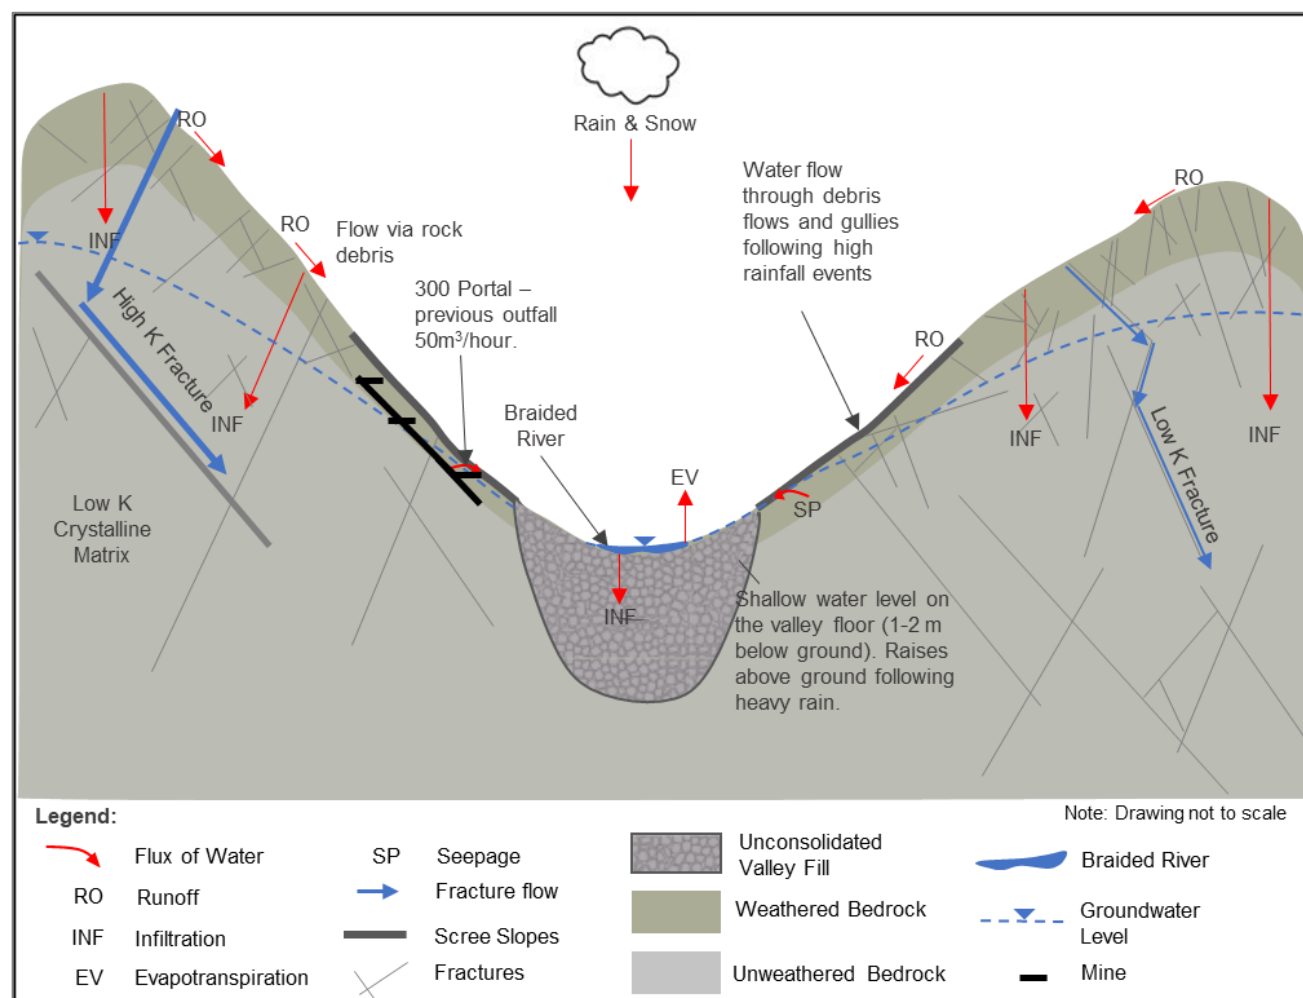 Rain & Snow
RO
INF
RO
Flow via rock
debris
300 Portal –
previous outfall
50m³/hour.
High K Fracture
INF
Low K
Crystalline
Matrix
Braided
River
EV
INF
Water flow
through debris
flows and gullies
following high
rainfall events
RO
RO
SP
INF
INF
Low K Fracture
Shallow water level on
the valley floor (1-2 m
below ground). Raises
above ground following
heavy rain.
Note: Drawing not to scale
Legend:
Flux of Water
RO Runoff
INF Infiltration
EV Evapotranspiration
SP Seepage
Fracture flow
Scree Slopes
Fractures
Unconsolidated
Valley Fill
Weathered Bedrock
Unweathered Bedrock
Braided River
Groundwater
Level
Mine